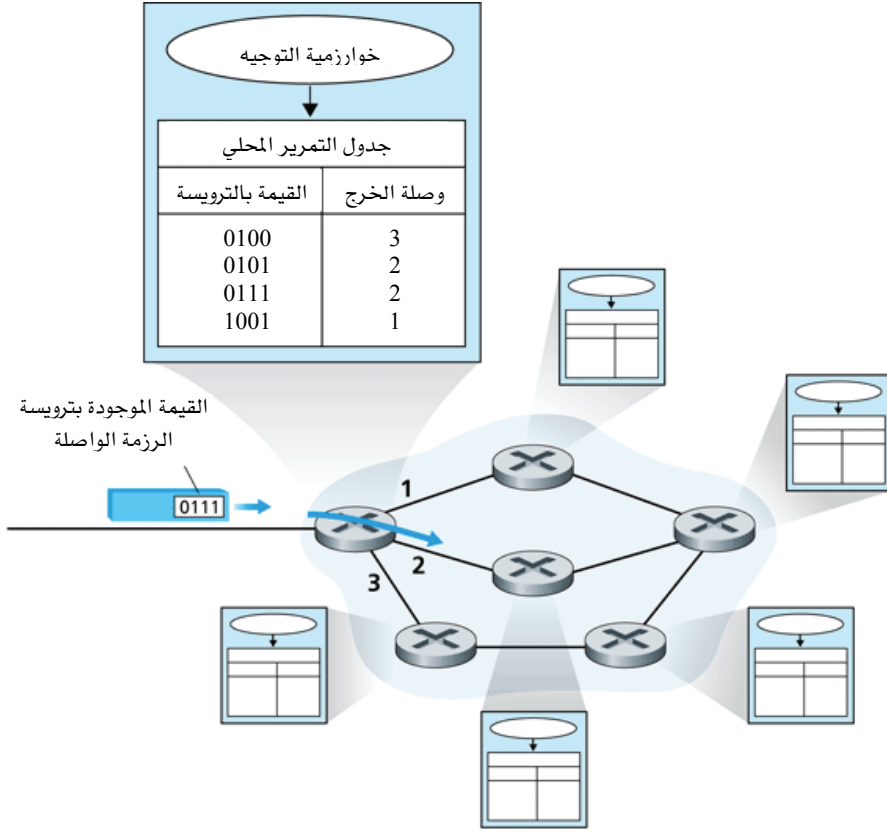 خوارزمية التوجيه
جدول التمرير المحلي
القيمة بالترويسة وصلة الخرج
0100 3
0101 2
0111 2
1001 1
القيمة الموجودة بترويسة
الرزمة الواصلة
0111
1
2
3